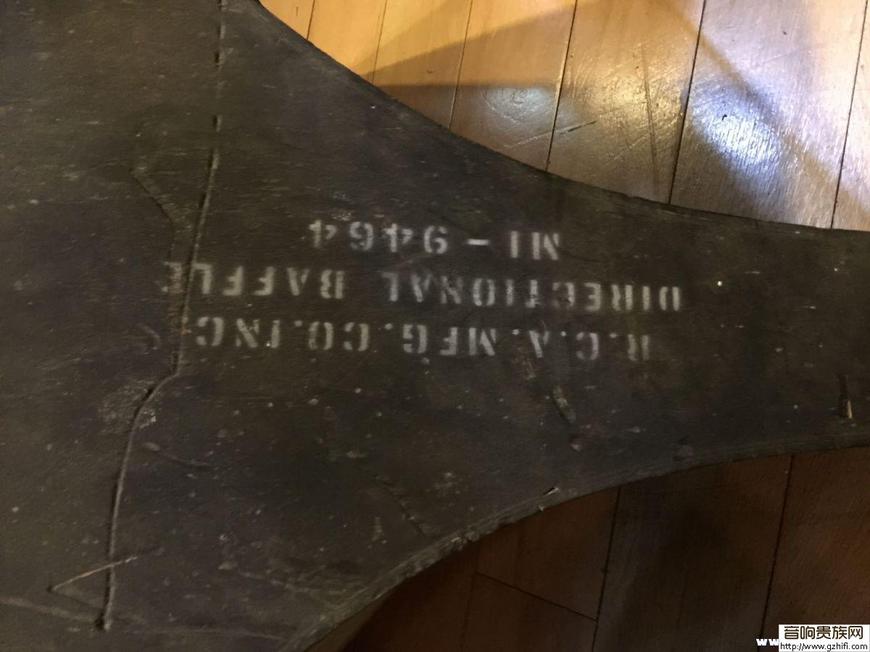 R.C.A. MFG. CO. INC
DIRECTIONAL BAFFLE
MI-9464
音响贵族网
http://www.gzhifi.com